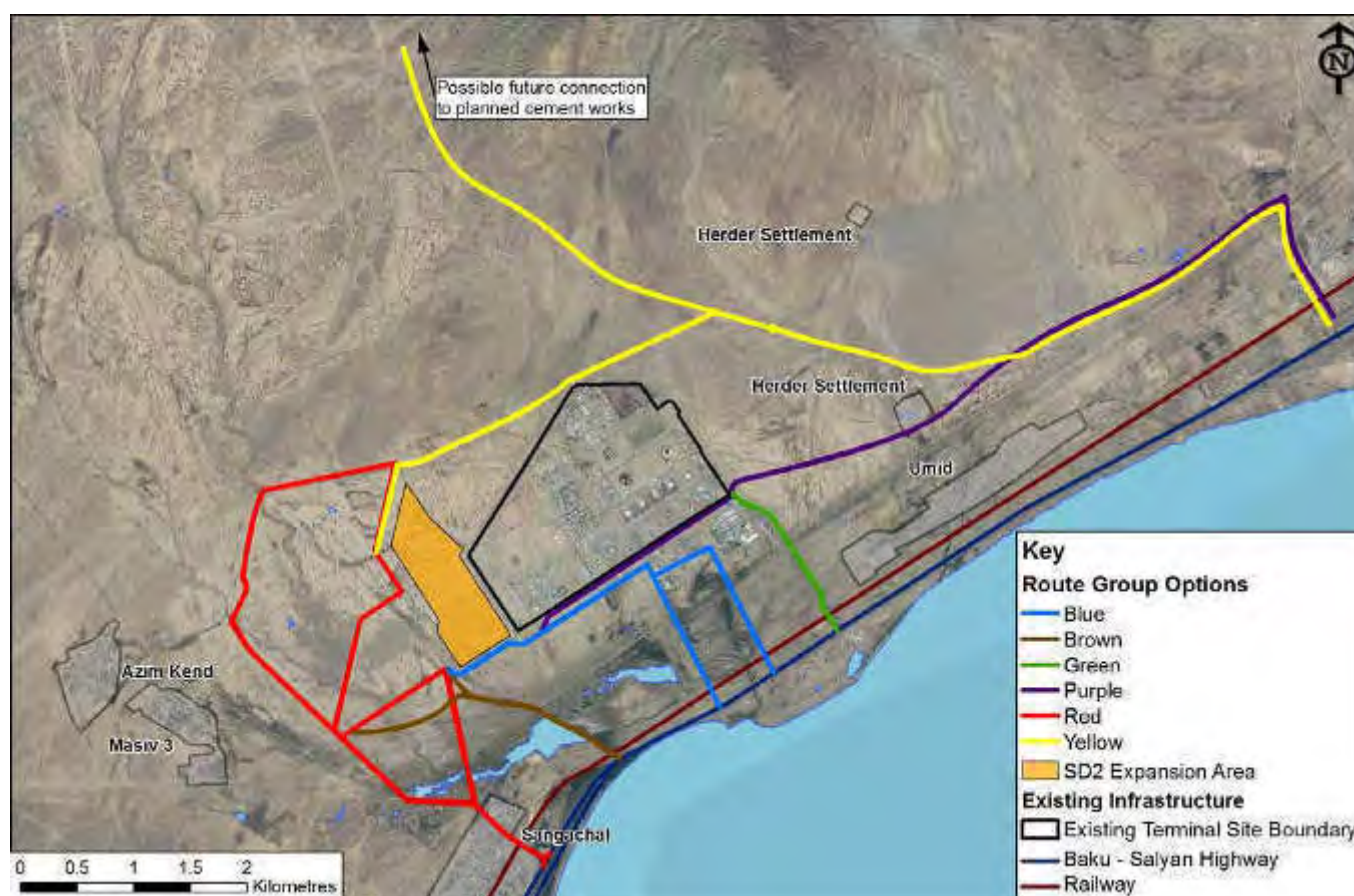 N
Possible future connection
to planned cement works
Herder Settlement
Herder Settlement
Umid
Azim Kend
Masiv 3
Sangachal
Key
Route Group Options
Blue
Brown
Green
Purple
Red
Yellow
SD2 Expansion Area
Existing Infrastructure
Existing Terminal Site Boundary
Baku - Salyan Highway
Railway
0 0.5 1 1.5 2
Kilometres